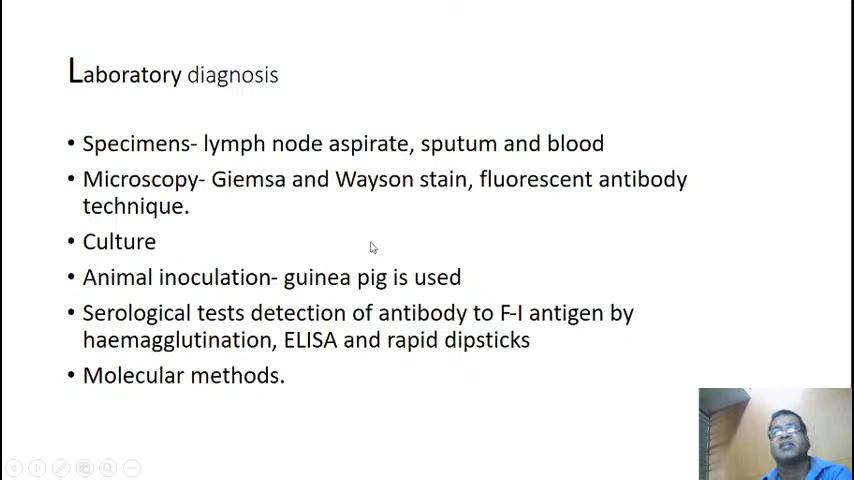 Laboratory diagnosis
• Specimens- lymph node aspirate, sputum and blood
• Microscopy- Giemsa and Wayson stain, fluorescent antibody
technique.
• Culture
• Animal inoculation- guinea pig is used
• Serological tests detection of antibody to F-I antigen by
haemagglutination, ELISA and rapid dipsticks
• Molecular methods.